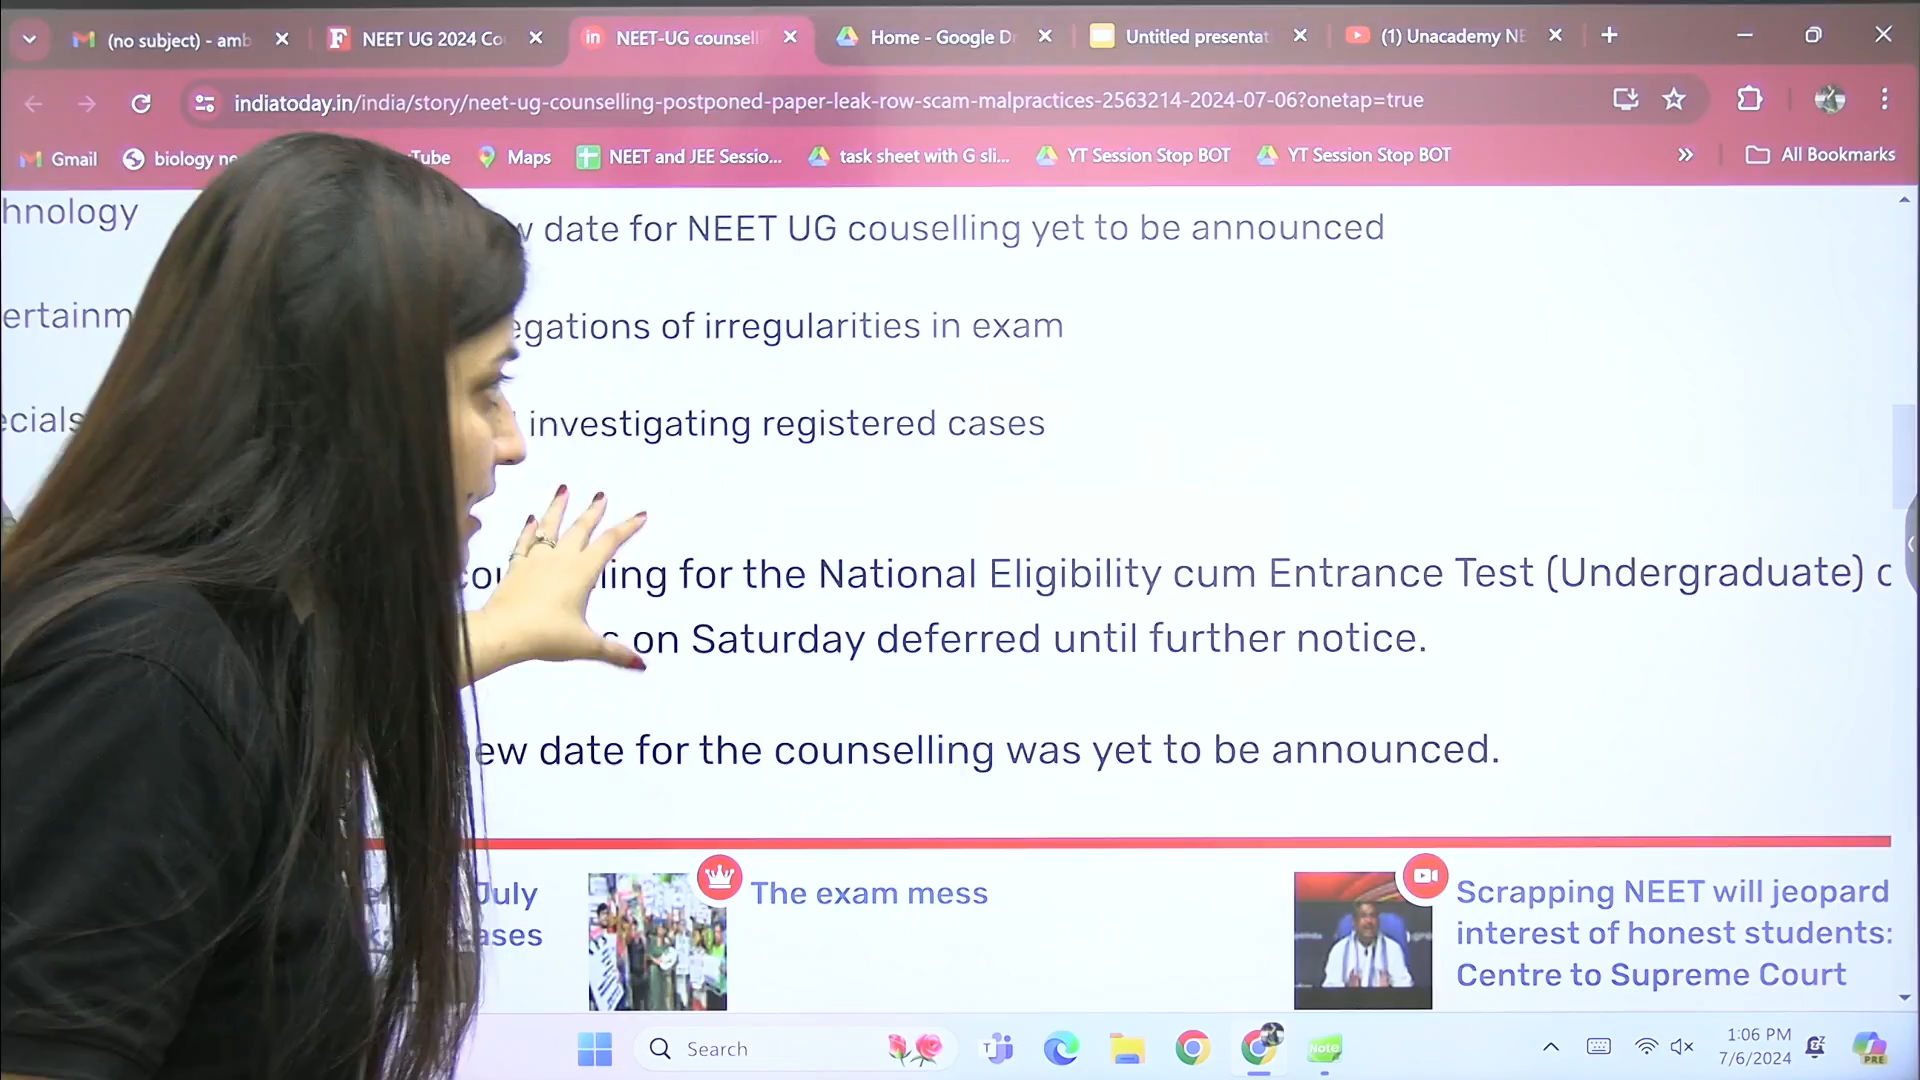 (no subject) - amb
NEET UG 2024 Co
NEET-UG counsell
Home - Google D
Untitled presentat
(1) Unacademy NE
indiatoday.in/india/story/neet-ug-counselling-postponed-paper-leak-row-scam-malpractices-2563214-2024-07-06?onetap=true
Gmail
biology ne
Tube
Maps
NEET and JEE Sessio...
task sheet with G sli...
YT Session Stop BOT
YT Session Stop BOT
All Bookmarks
hnology
date for NEET UG couselling yet to be announced
ertainm
egations of irregularities in exam
ecials
investigating registered cases
for the National Eligibility cum Entrance Test (Undergraduate)
on Saturday deferred until further notice.
ew date for the counselling was yet to be announced.
July
ases
The exam mess
Scrapping NEET will jeopard
interest of honest students:
Centre to Supreme Court
Search
Note
1:06 PM
7/6/2024
PRE